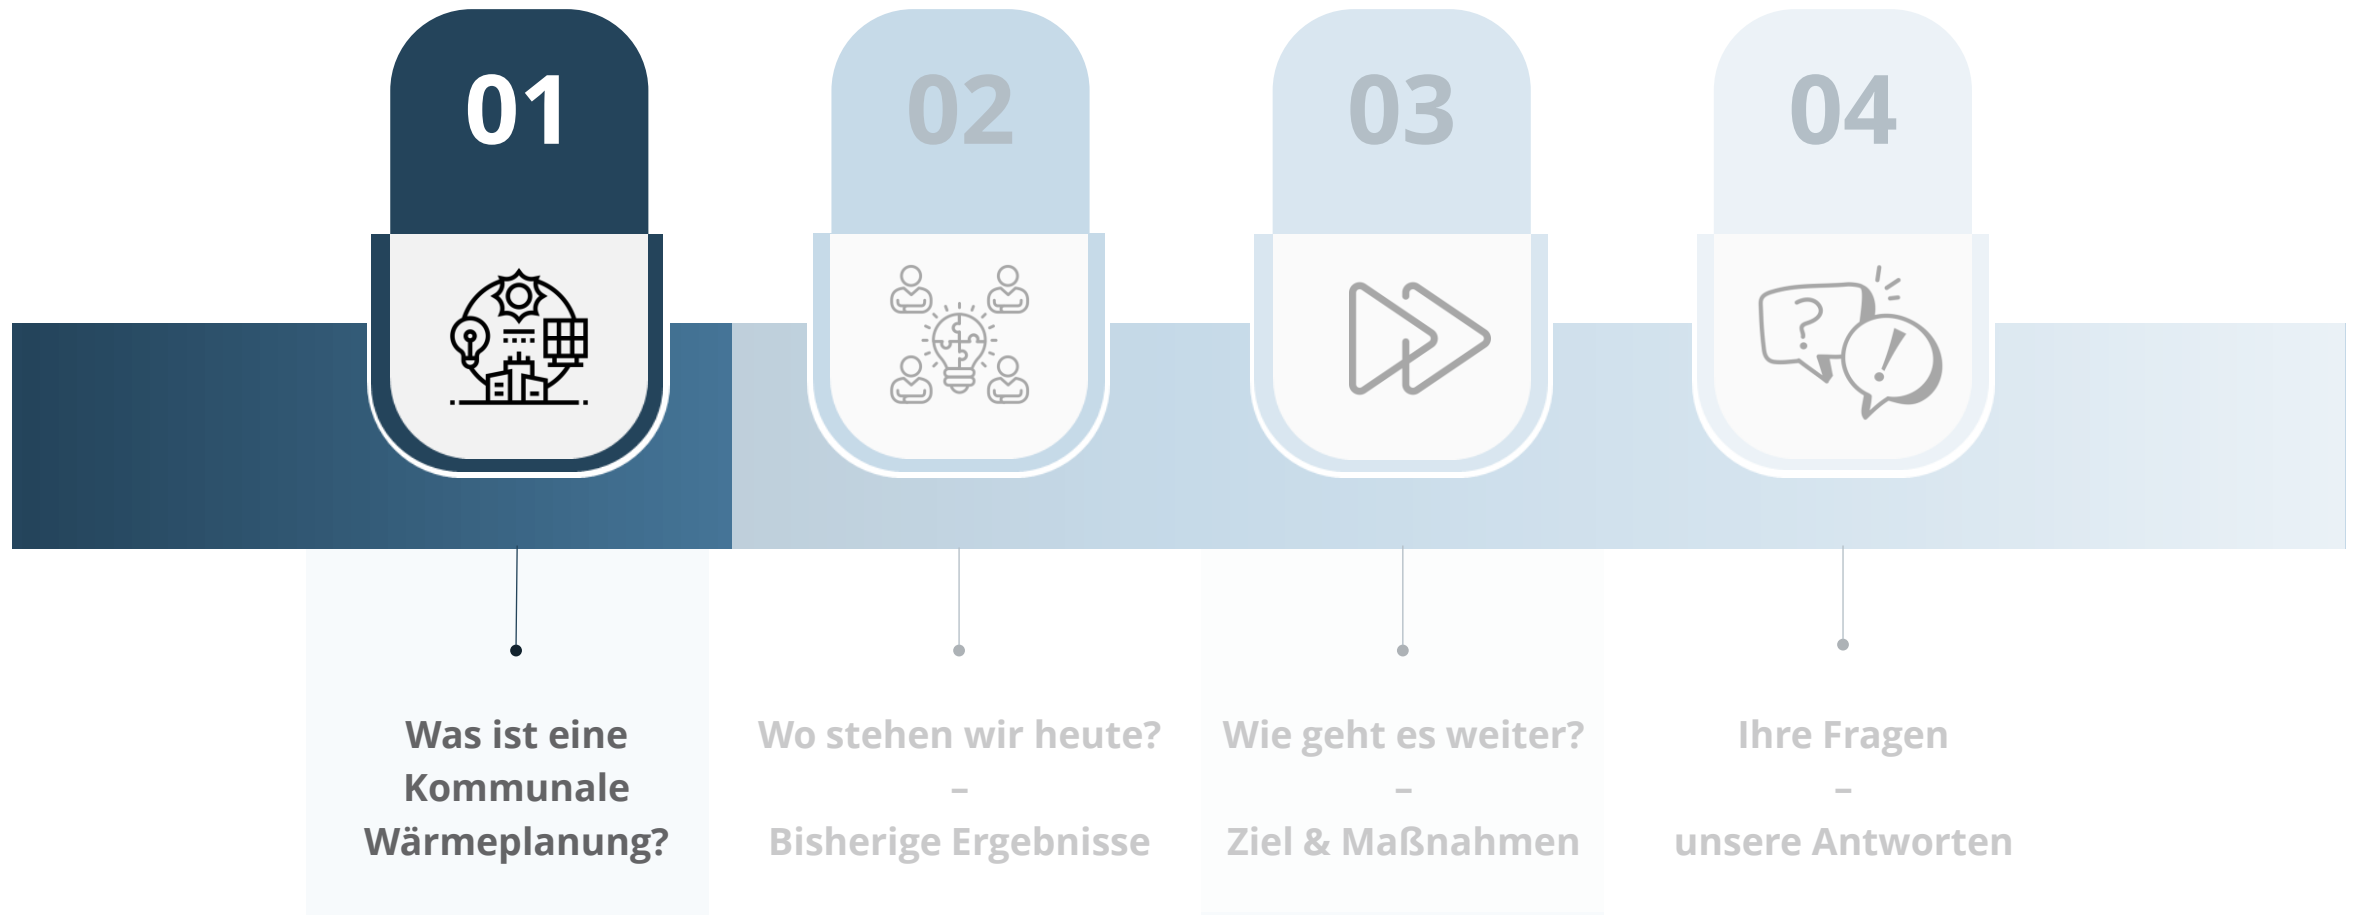 01
02
03
04
Was ist eine
Kommunale
Wärmeplanung?
Wo stehen wir heute?
–
Bisherige Ergebnisse
Wie geht es weiter?
–
Ziel & Maßnahmen
Ihre Fragen
–
unsere Antworten